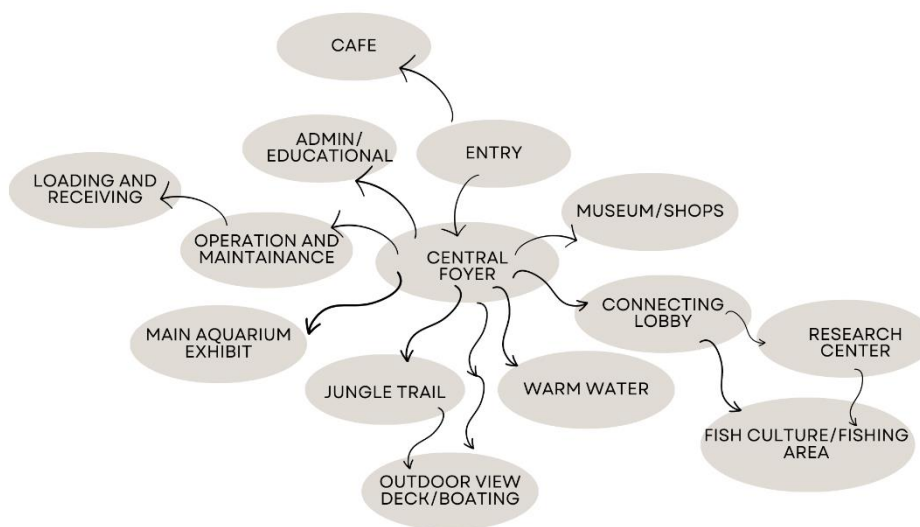 CAFE
ADMIN/
EDUCATIONAL
ENTRY
LOADING AND
RECEIVING
MUSEUM/SHOPS
OPERATION AND
MAINTAINANCE
CENTRAL
FOYER
CONNECTING
LOBBY
MAIN AQUARIUM
EXHIBIT
RESEARCH
CENTER
JUNGLE TRAIL
WARM WATER
FISH CULTURE/FISHING
AREA
OUTDOOR VIEW
DECK/BOATING